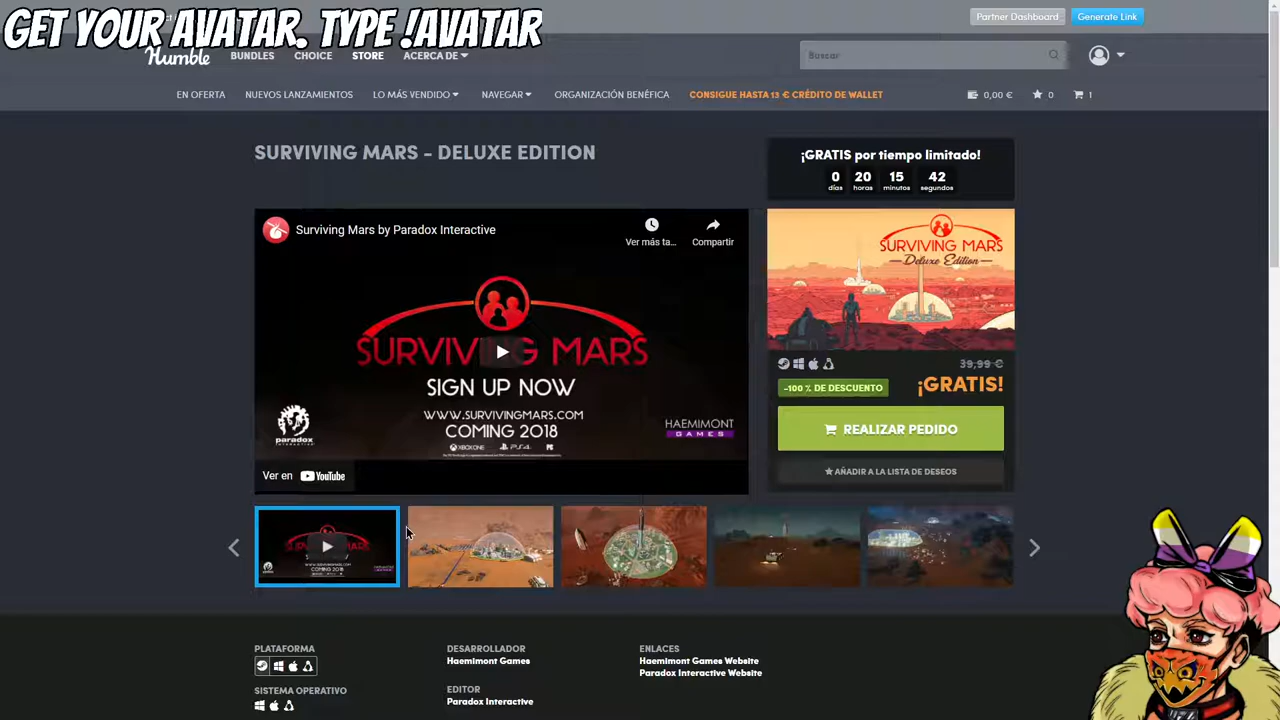 GET YOUR AVATAR. TYPE !AVATAR
Partner Dashboard
Generate Link
Humble
BUNDLES
CHOICE
STORE
ACERCA DE
Buscar
EN OFERTA
NUEVOS LANZAMIENTOS
LO MÁS VENDIDO
NAVEGAR
ORGANIZACIÓN BENÉFICA
CONSIGUE HASTA 13 € CRÉDITO DE WALLET
0,00 €
0
1
SURVIVING MARS - DELUXE EDITION
¡GRATIS por tiempo limitado!
0 20 15 42
días horas minutos segundos
Surviving Mars by Paradox Interactive
Ver más ta...
Compartir
SURVIVING MARS
SIGN UP NOW
WWW.SURVIVINGMARS.COM
COMING 2018
paradox
INTERACTIVE
HAEMIMONT
GAMES
XBOX ONE
PS4
Ver en YouTube
SURVIVING MARS
Deluxe Edition
39,99 €
-100 % DE DESCUENTO
¡GRATIS!
REALIZAR PEDIDO
AÑADIR A LA LISTA DE DESEOS
PLATAFORMA
SISTEMA OPERATIVO
DESARROLLADOR
Haemimont Games
EDITOR
Paradox Interactive
ENLACES
Haemimont Games Website
Paradox Interactive Website